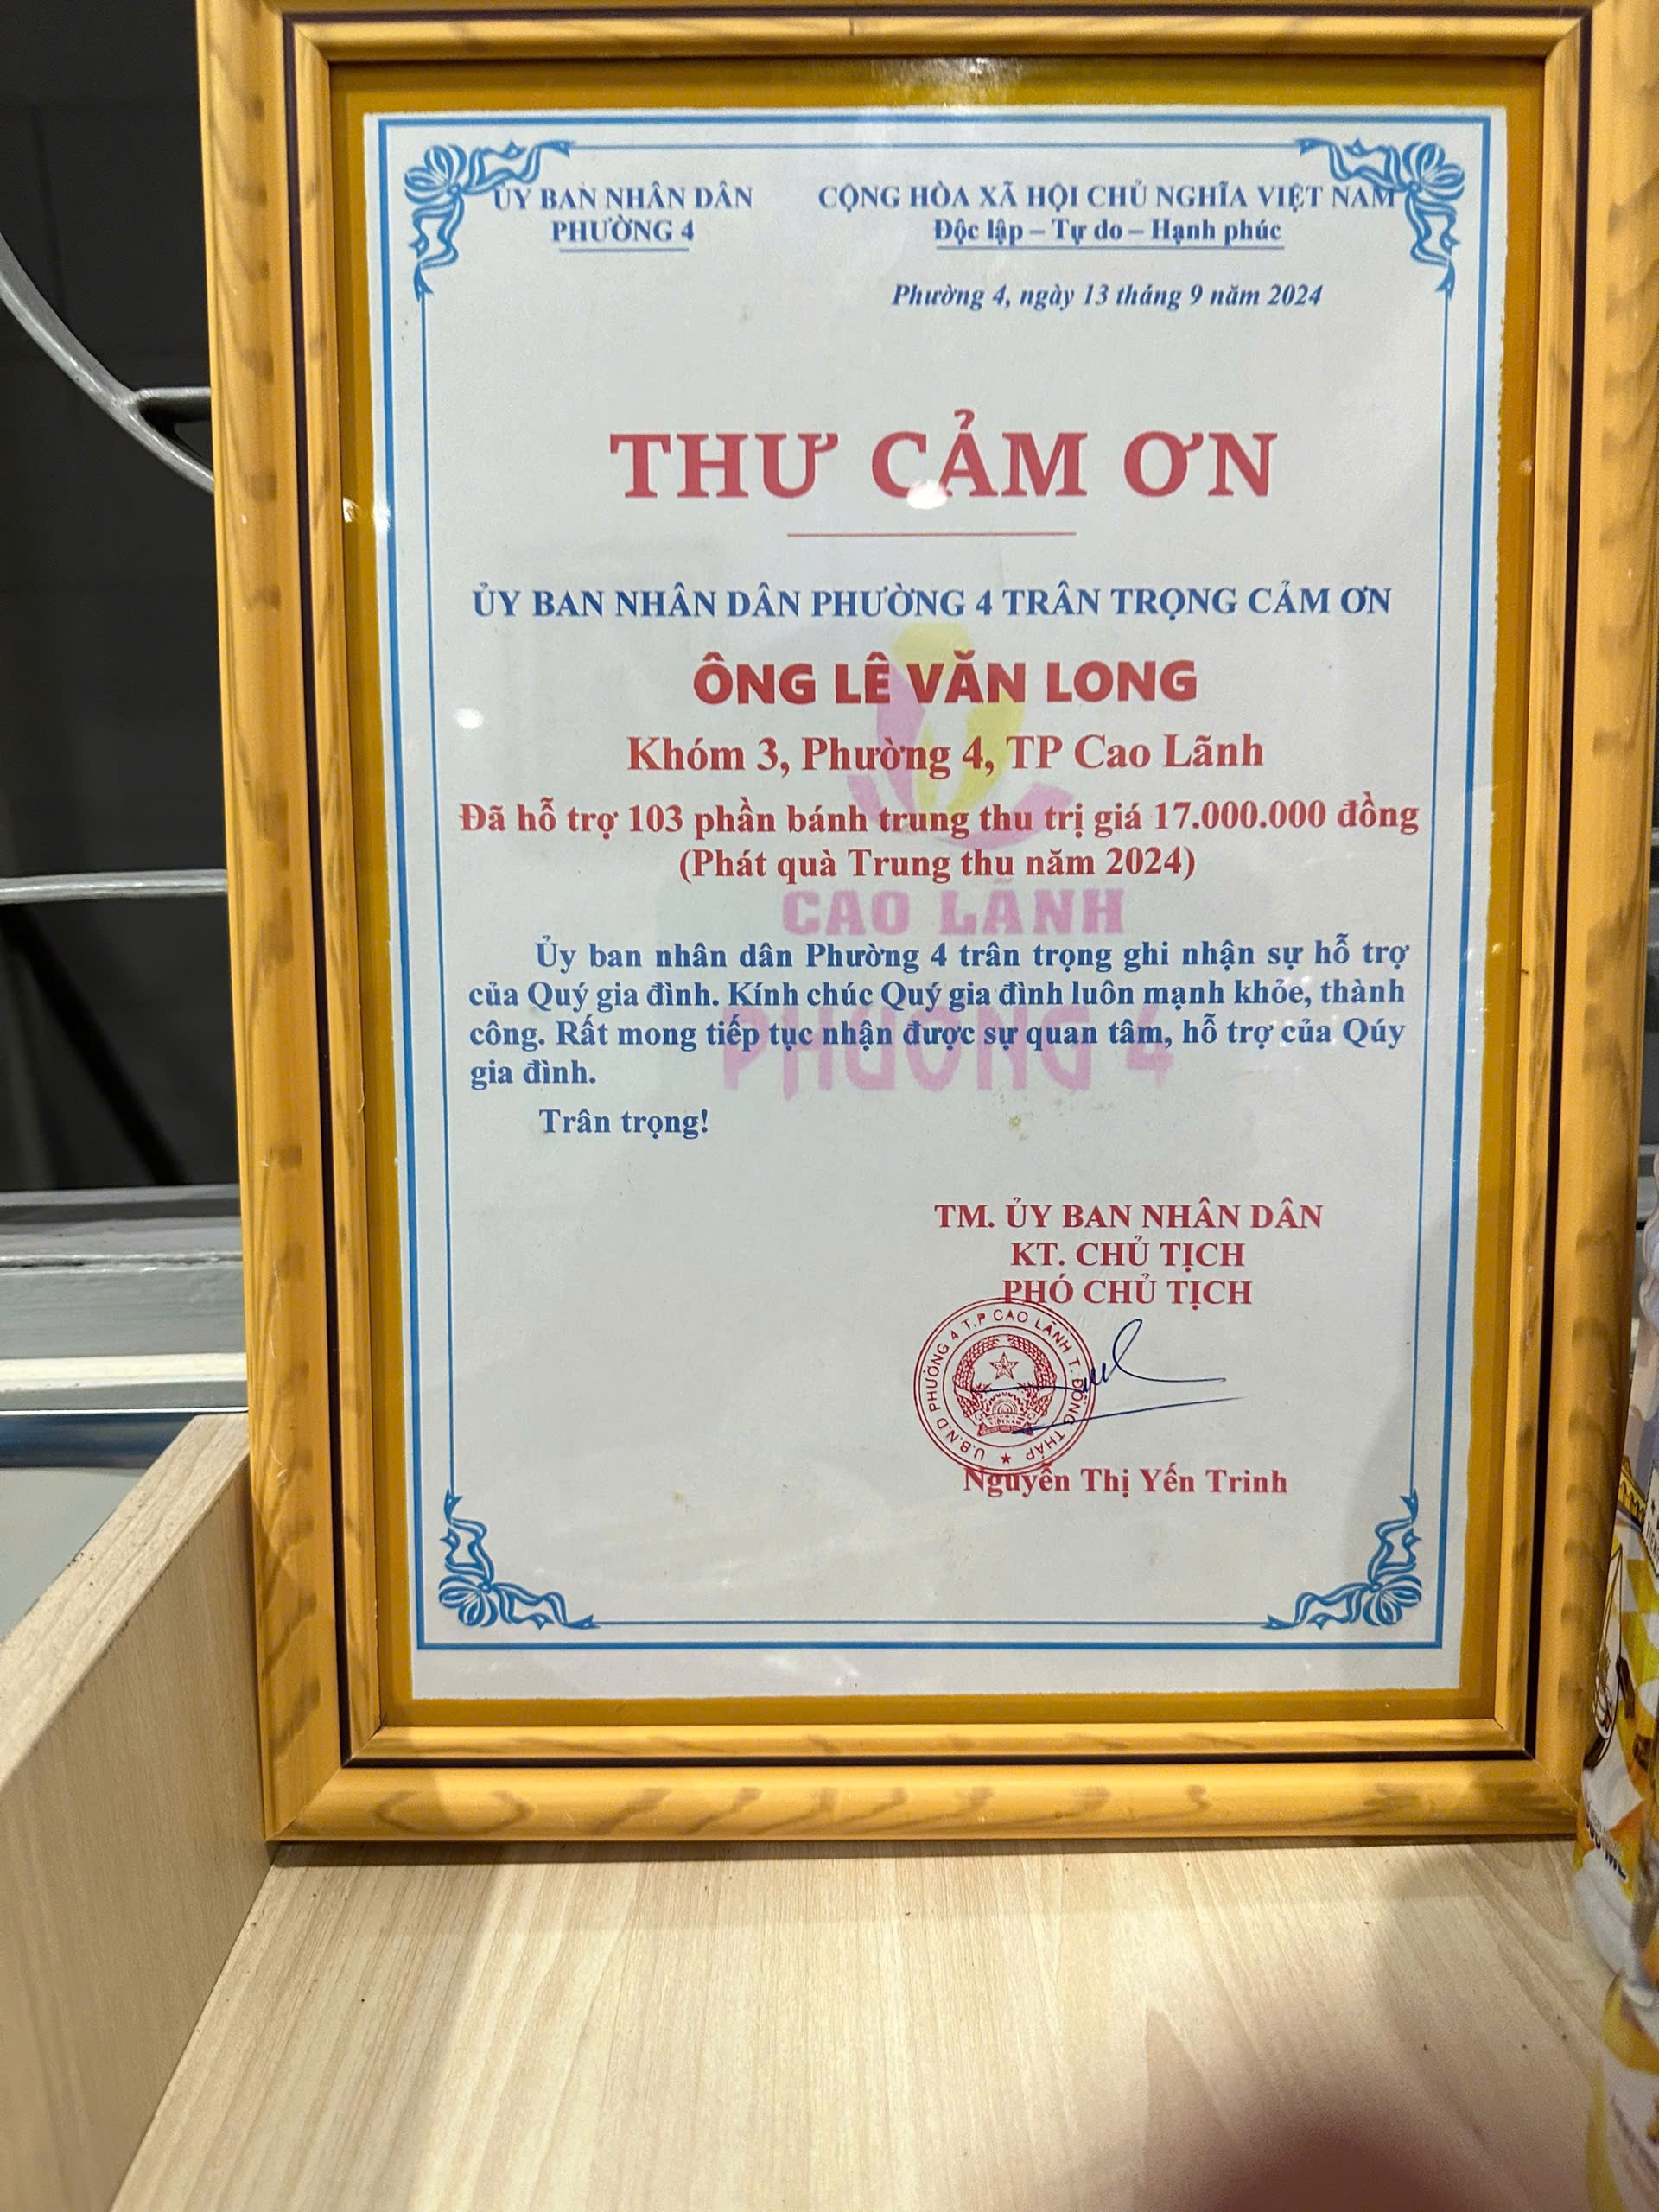 ỦY BAN NHÂN DÂN
PHƯỜNG 4
CỘNG HÒA XÃ HỘI CHỦ NGHĨA VIỆT NAM
Độc lập – Tự do – Hạnh phúc
Phường 4, ngày 13 tháng 9 năm 2024
THƯ CẢM ƠN
ỦY BAN NHÂN DÂN PHƯỜNG 4 TRÂN TRỌNG CẢM ƠN
ÔNG LÊ VĂN LONG
Khóm 3, Phường 4, TP Cao Lãnh
Đã hỗ trợ 103 phần bánh trung thu trị giá 17.000.000 đồng
(Phát quà Trung thu năm 2024)
CAO LÃNH
Ủy ban nhân dân Phường 4 trân trọng ghi nhận sự hỗ trợ
của Quý gia đình. Kính chúc Quý gia đình luôn mạnh khỏe, thành
công. Rất mong tiếp tục nhận được sự quan tâm, hỗ trợ của Qúy
PHƯỜNG 4
gia đình.
Trân trọng!
TM. ỦY BAN NHÂN DÂN
KT. CHỦ TỊCH
PHÓ CHỦ TỊCH
U.B.N.D PHƯỜNG 4 T.P CAO LÃNH T. ĐỒNG THÁP
Nguyễn Thị Yến Trinh